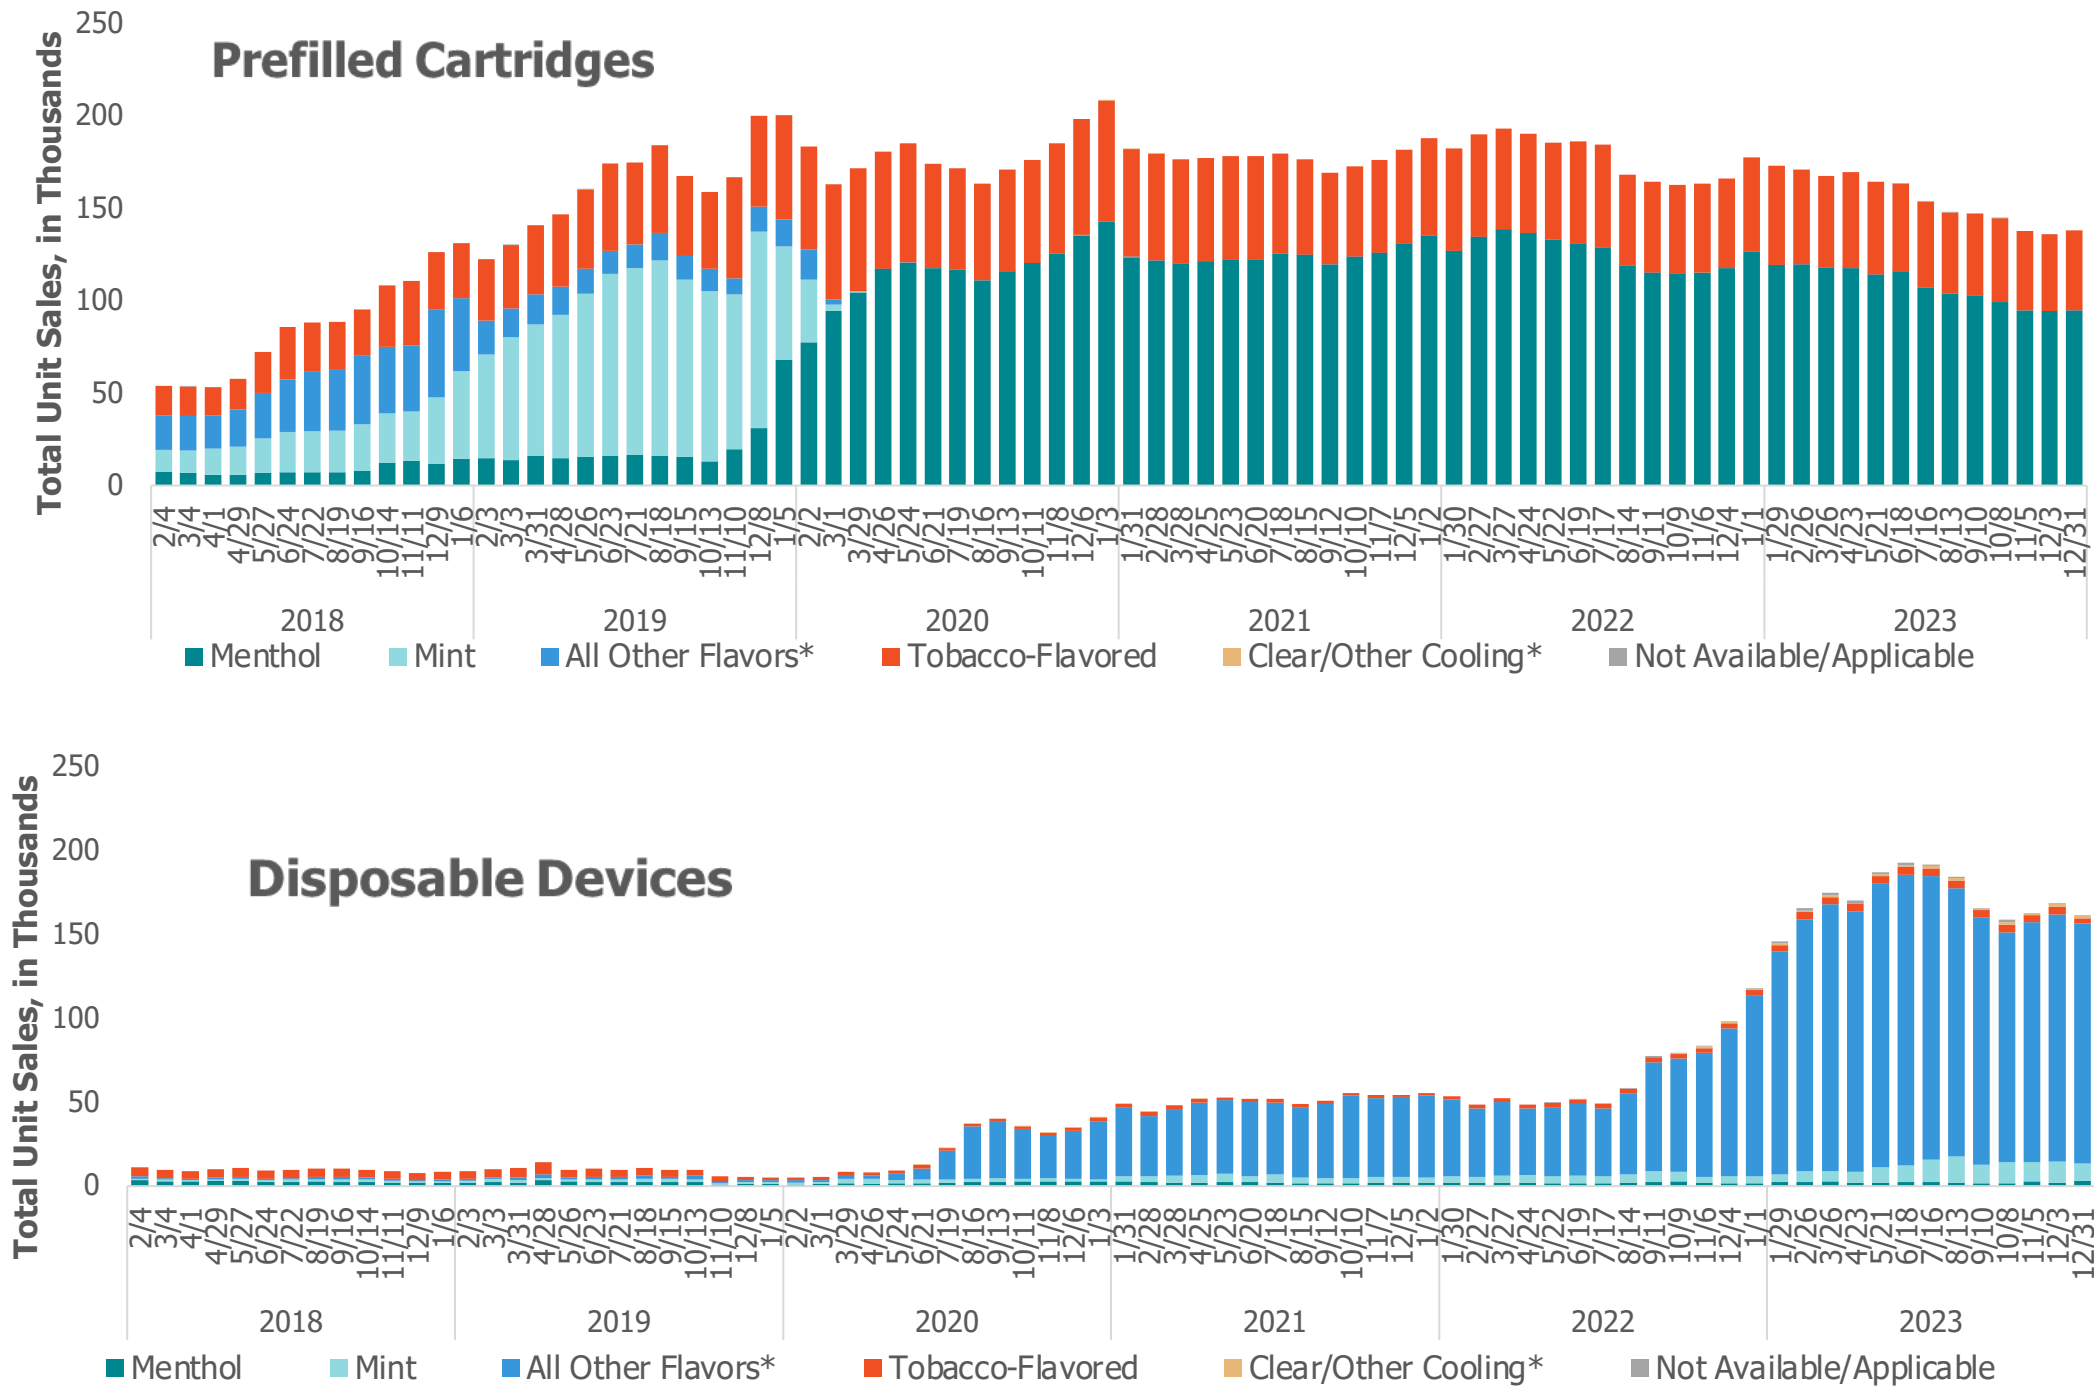 Prefilled Cartridges
Total Unit Sales, in Thousands
250
200
150
100
50
0
2/4 3/4 4/1 4/29 5/27 6/24 7/22 8/19 9/16 10/14 11/11 12/9 1/6 2/3 3/3 3/31 4/28 5/26 6/23 7/21 8/18 9/15 10/13 11/10 12/8 1/5 2/2 3/1 3/29 4/26 5/24 6/21 7/19 8/16 9/13 10/11 11/8 12/6 1/3 1/31 2/28 3/28 4/25 5/23 6/20 7/18 8/15 9/12 10/10 11/7 12/5 1/2 1/30 2/27 3/27 4/24 5/22 6/19 7/17 8/14 9/11 10/9 11/6 12/4 1/1 1/29 2/26 3/26 4/23 5/21 6/18 7/16 8/13 9/10 10/8 11/5 12/3 12/31
2018 2019 2020 2021 2022 2023
Menthol Mint All Other Flavors* Tobacco-Flavored Clear/Other Cooling* Not Available/Applicable
Disposable Devices
Total Unit Sales, in Thousands
250
200
150
100
50
0
2/4 3/4 4/1 4/29 5/27 6/24 7/22 8/19 9/16 10/14 11/11 12/9 1/6 2/3 3/3 3/31 4/28 5/26 6/23 7/21 8/18 9/15 10/13 11/10 12/8 1/5 2/2 3/1 3/29 4/26 5/24 6/21 7/19 8/16 9/13 10/11 11/8 12/6 1/3 1/31 2/28 3/28 4/25 5/23 6/20 7/18 8/15 9/12 10/10 11/7 12/5 1/2 1/30 2/27 3/27 4/24 5/22 6/19 7/17 8/14 9/11 10/9 11/6 12/4 1/1 1/29 2/26 3/26 4/23 5/21 6/18 7/16 8/13 9/10 10/8 11/5 12/3 12/31
2018 2019 2020 2021 2022 2023
Menthol Mint All Other Flavors* Tobacco-Flavored Clear/Other Cooling* Not Available/Applicable